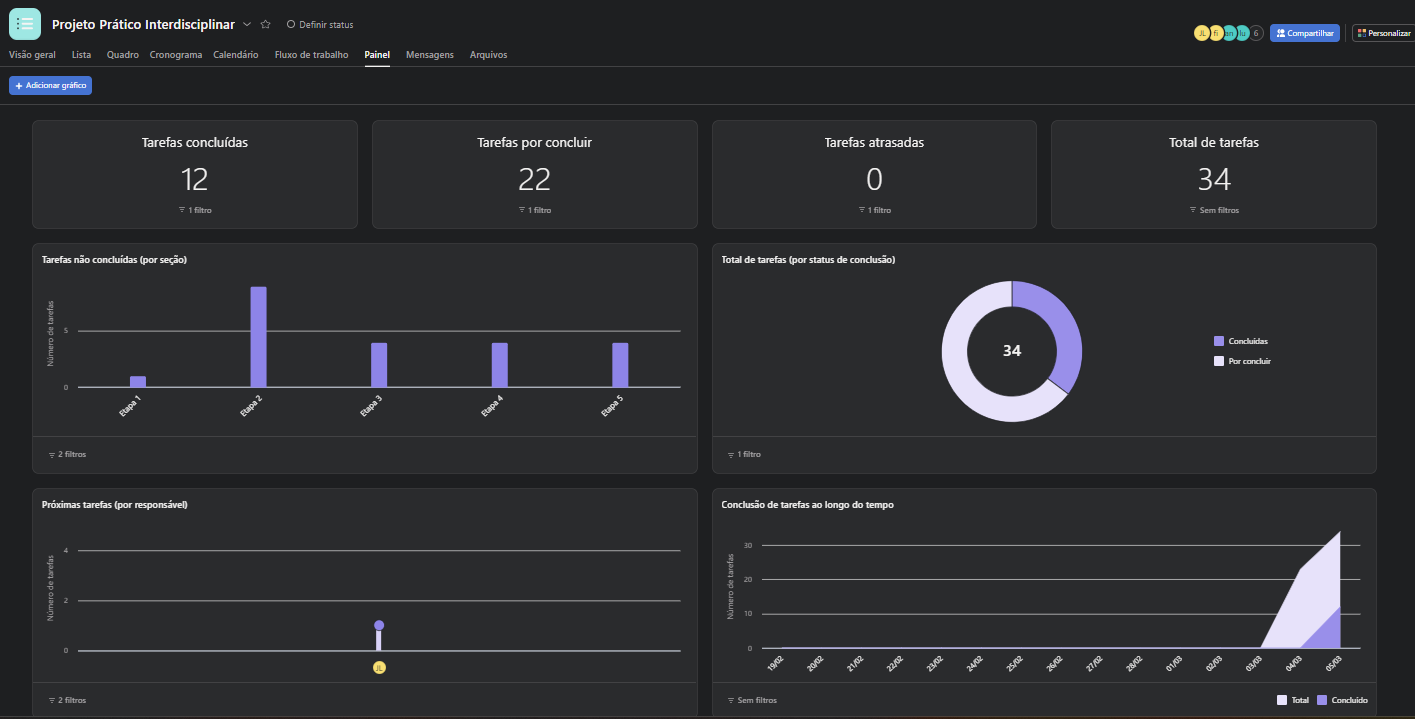 Projeto Prático Interdisciplinar
Definir status
JL fi an lu 6
Compartilhar
Personalizar
Visão geral Lista Quadro Cronograma Calendário Fluxo de trabalho Painel Mensagens Arquivos
+ Adicionar gráfico
Tarefas concluídas
12
1 filtro
Tarefas por concluir
22
1 filtro
Tarefas atrasadas
0
1 filtro
Total de tarefas
34
Sem filtros
Tarefas não concluídas (por seção)
Número de tarefas
5
0
Etapa 1 Etapa 2 Etapa 3 Etapa 4 Etapa 5
2 filtros
Total de tarefas (por status de conclusão)
34
Concluídas
Por concluir
1 filtro
Próximas tarefas (por responsável)
Número de tarefas
4
2
0
JL
2 filtros
Conclusão de tarefas ao longo do tempo
Número de tarefas
30
20
10
0
19/02 20/02 21/02 22/02 23/02 24/02 25/02 26/02 27/02 28/02 01/03 02/03 03/03 04/03 05/03
Sem filtros
Total Concluído